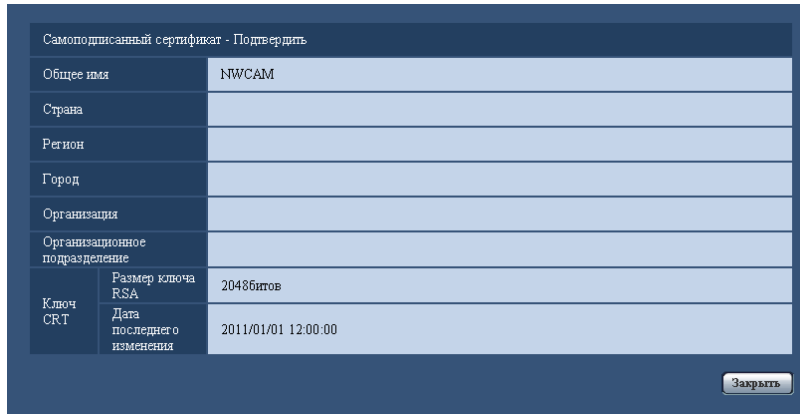 Самоподписанный сертификат - Подтвердить
Общее имя
NWCAM
Страна
Регион
Город
Организация
Организационное
подразделение
Ключ
CRT
Размер ключа
RSA
2048битов
Дата
последнего
изменения
2011/01/01 12:00:00
Закрыть